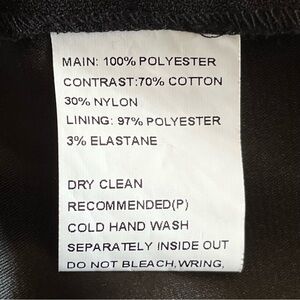 MAIN: 100% POLYESTER
CONTRAST:70% COTTON
30% NYLON
LINING: 97% POLYESTER
3% ELASTANE
DRY CLEAN
RECOMMENDED(P)
COLD HAND WASH
SEPARATELY INSIDE OUT
DO NOT BLEACH,WRING,